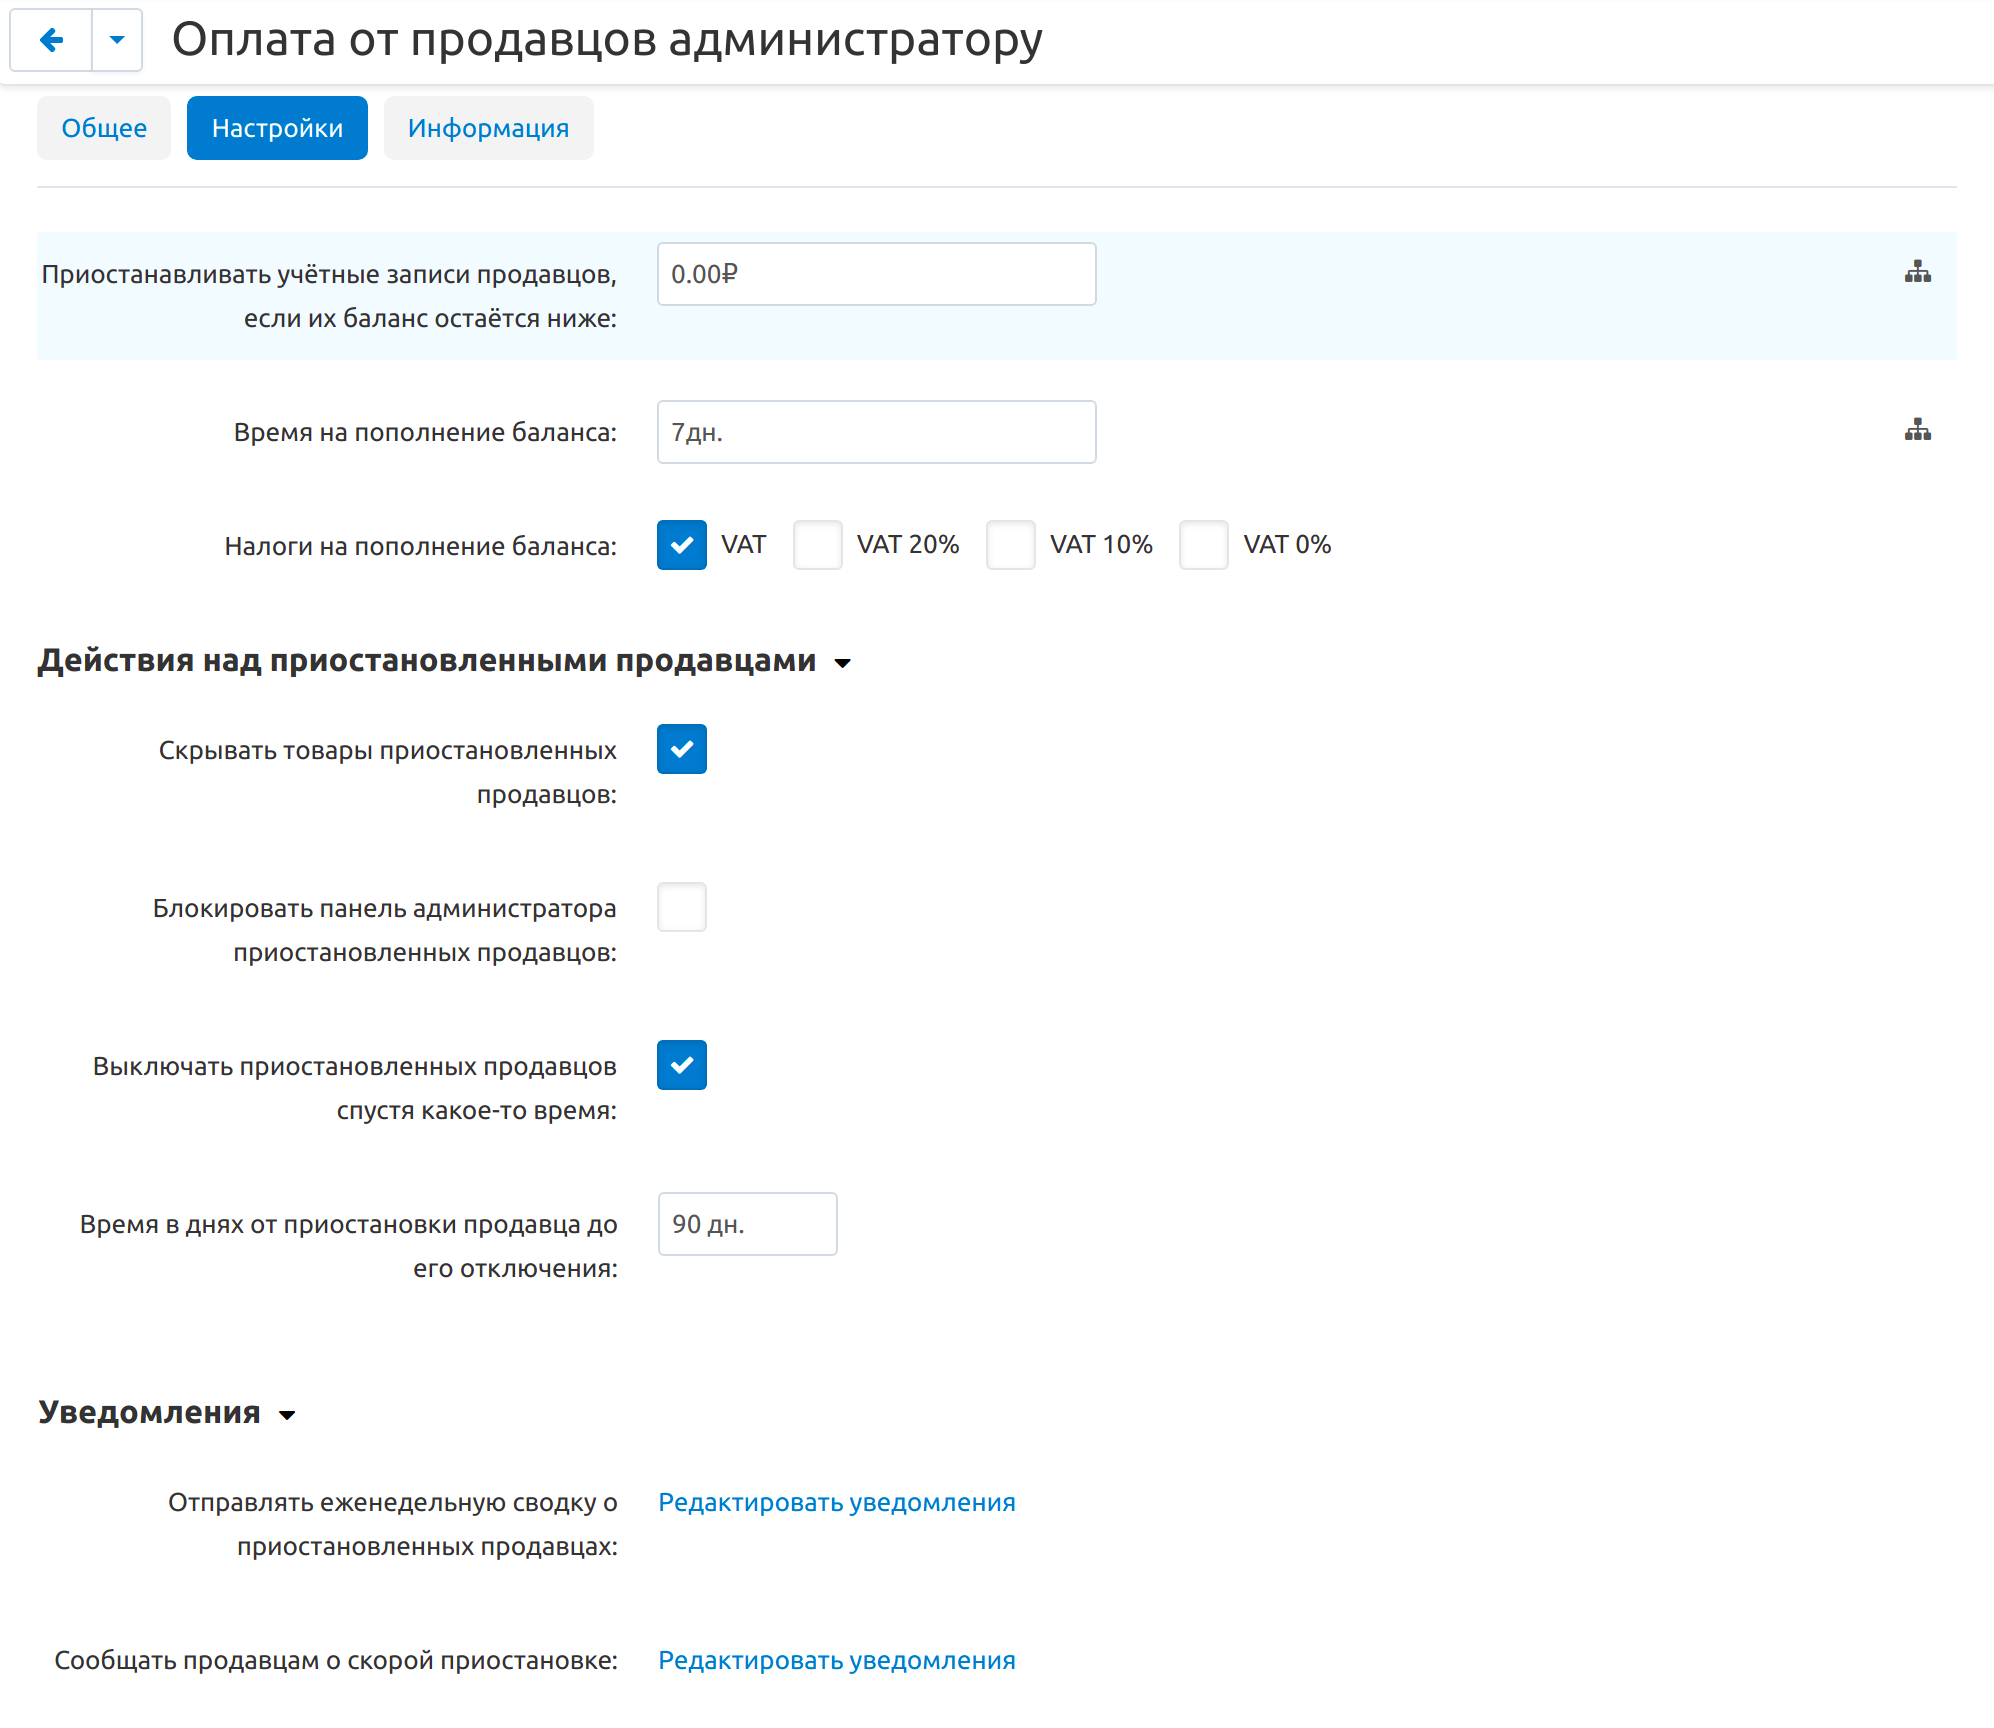 Оплата от продавцов администратору
Общее Настройки Информация
Приостанавливать учётные записи продавцов,
если их баланс остаётся ниже:
0.00₽
Время на пополнение баланса: 7дн.
Налоги на пополнение баланса: VAT VAT 20% VAT 10% VAT 0%
Действия над приостановленными продавцами
Скрывать товары приостановленных
продавцов:
Блокировать панель администратора
приостановленных продавцов:
Выключать приостановленных продавцов
спустя какое-то время:
Время в днях от приостановки продавца до
его отключения:
90 дн.
Уведомления
Отправлять еженедельную сводку о
приостановленных продавцах:
Редактировать уведомления
Сообщать продавцам о скорой приостановке: Редактировать уведомления